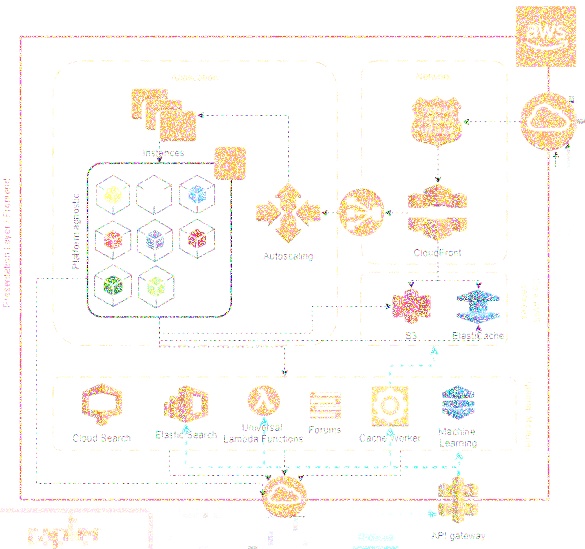 aws
Network
Instances
Presentation Layer - Frontend
Platform agnostic
Autoscaling
CloudFront
S3
ElastiCache
Cloud Search
Elastic Search
Universal
Lambda Functions
Forums
Cache Worker
Machine
Learning
API gateway